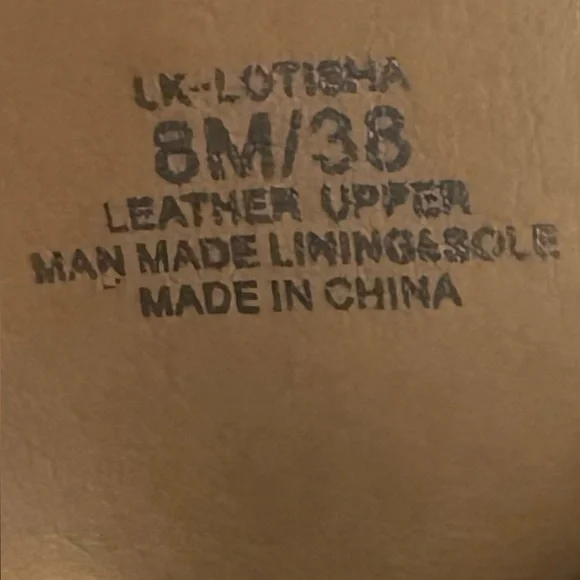 LK-LOTISHA
8M/38
LEATHER UPPER
MAN MADE LINING&SOLE
MADE IN CHINA